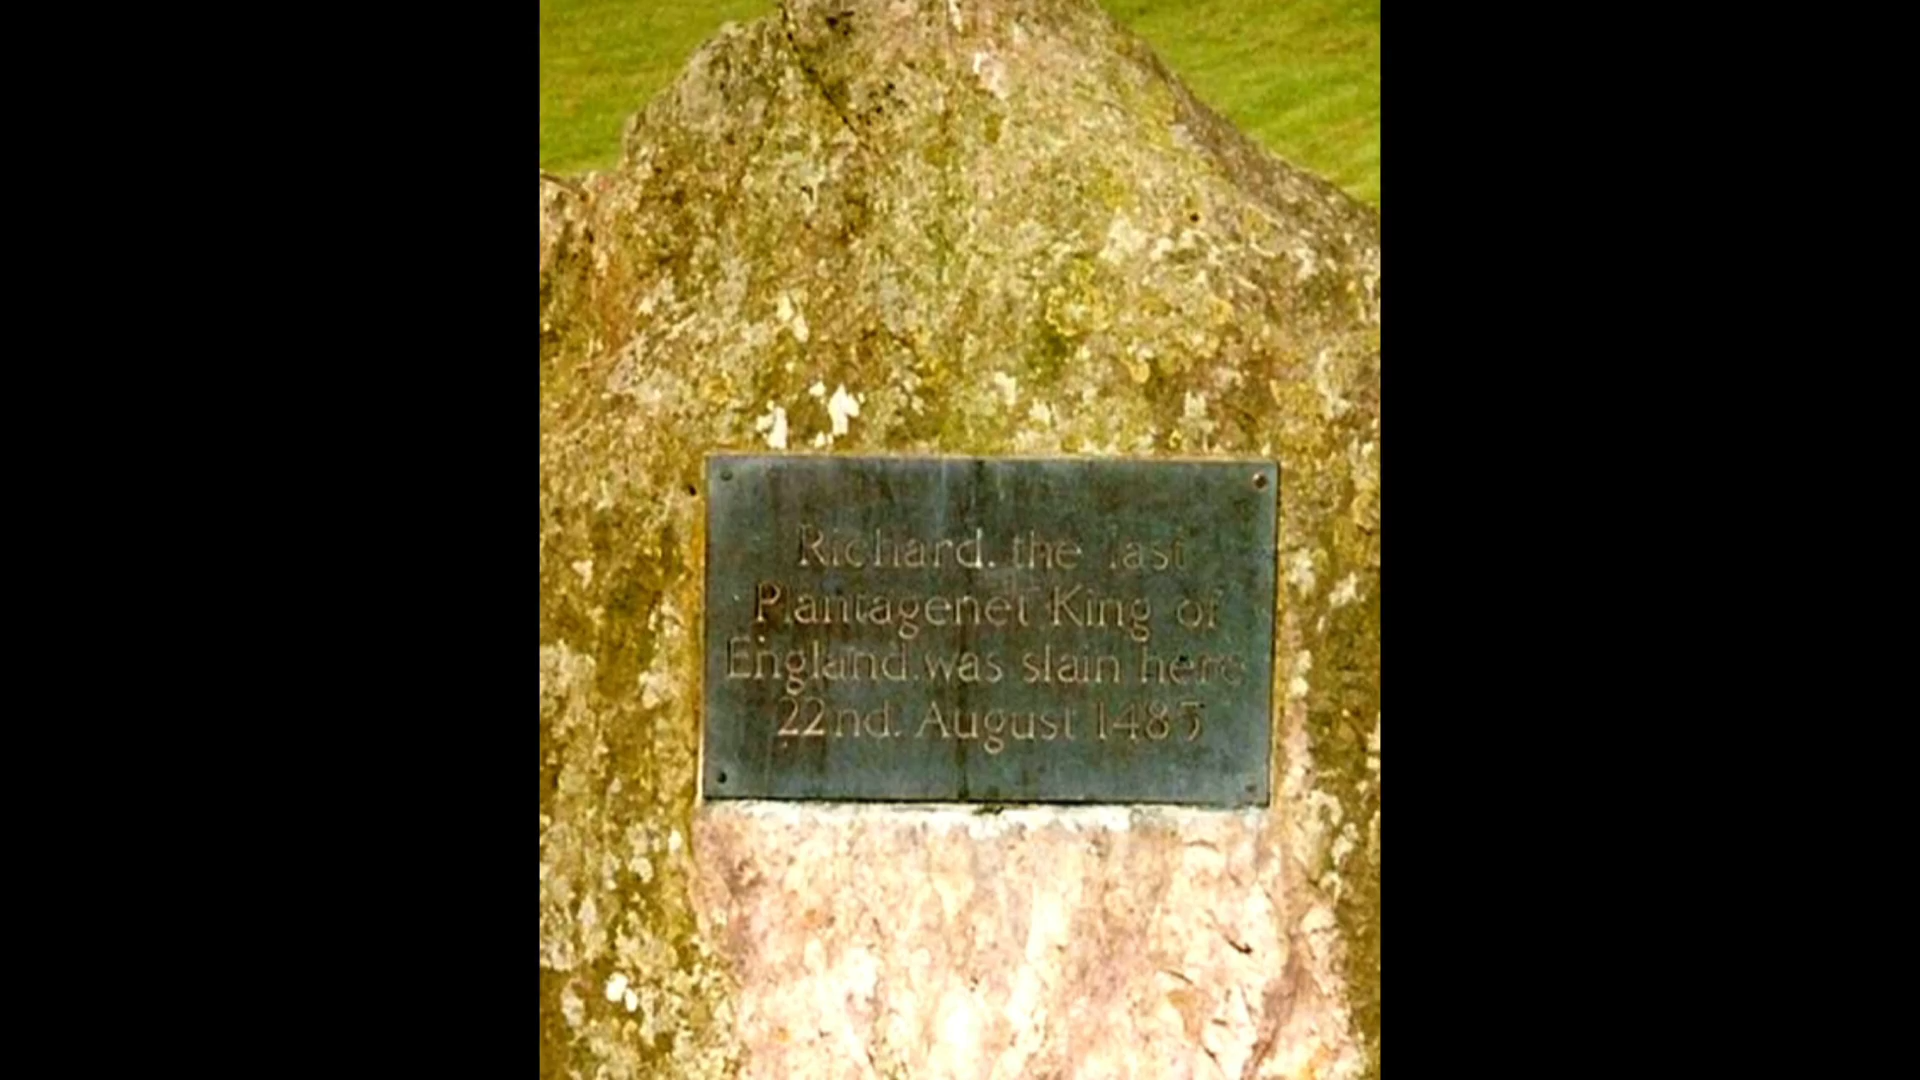 Richard. the last
Plantagenet King of
England.was slain here
22nd. August 1485